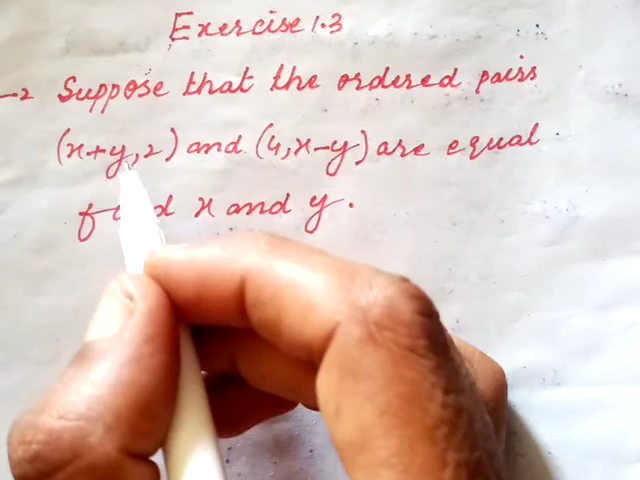 Exercise 1.3
-2 Suppose that the ordered pairs
(x+y,2) and (4,x-y) are equal
x and y.